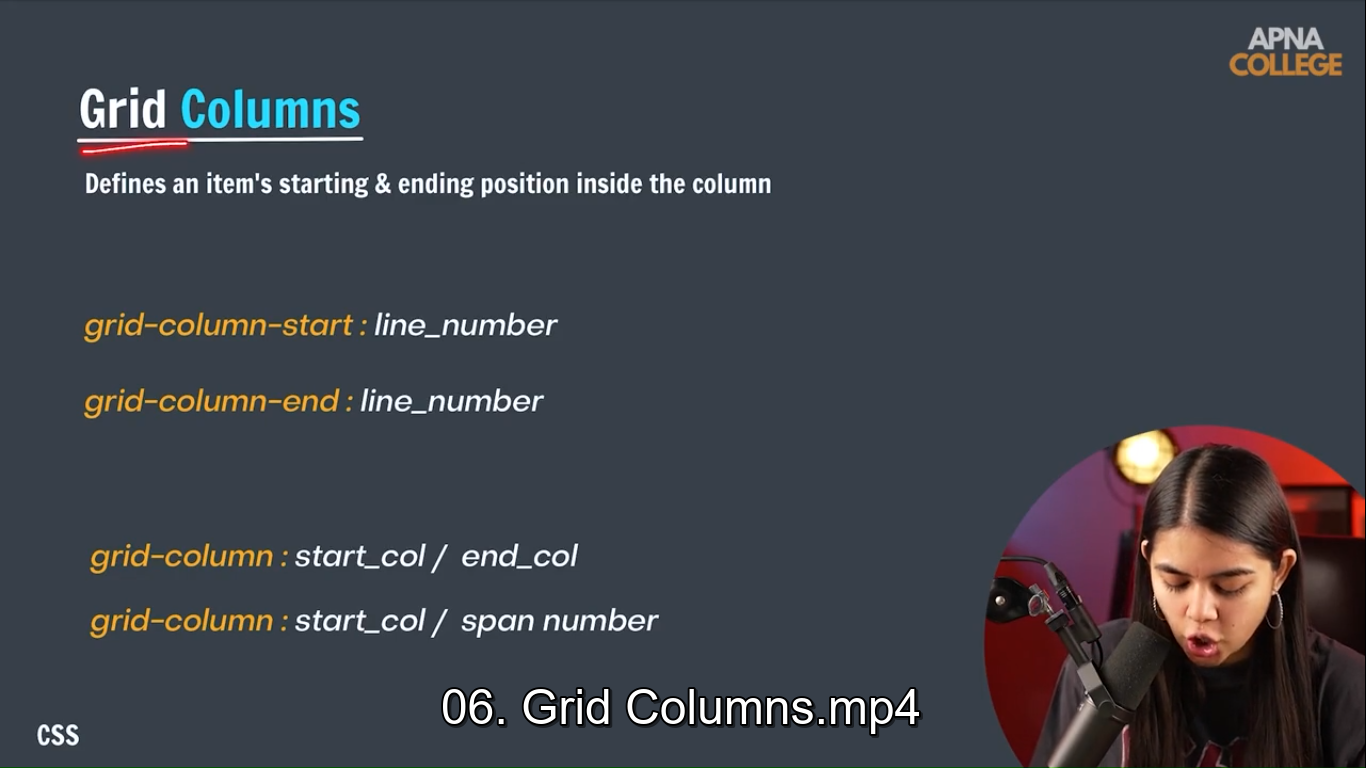 APNA
COLLEGE
Grid Columns
Defines an item's starting & ending position inside the column
grid-column-start : line_number
grid-column-end : line_number
grid-column : start_col / end_col
grid-column : start_col / span number
06. Grid Columns.mp4
CSS